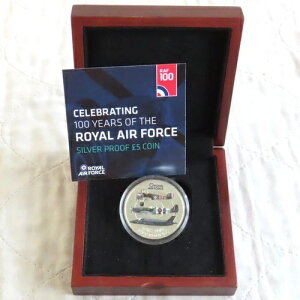 RAF
100
CELEBRATING
100 YEARS OF THE
ROYAL AIR FORCE
SILVER PROOF £5 COIN
ROYAL
AIR FORCE